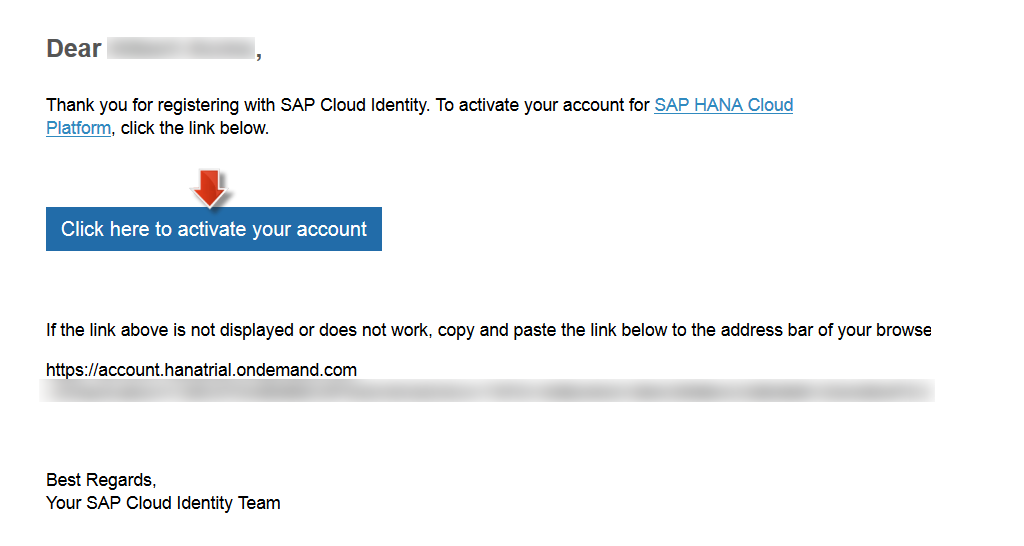 Dear ,
Thank you for registering with SAP Cloud Identity. To activate your account for SAP HANA Cloud
Platform, click the link below.
Click here to activate your account
If the link above is not displayed or does not work, copy and paste the link below to the address bar of your browse
https://account.hanatrial.ondemand.com
Best Regards,
Your SAP Cloud Identity Team